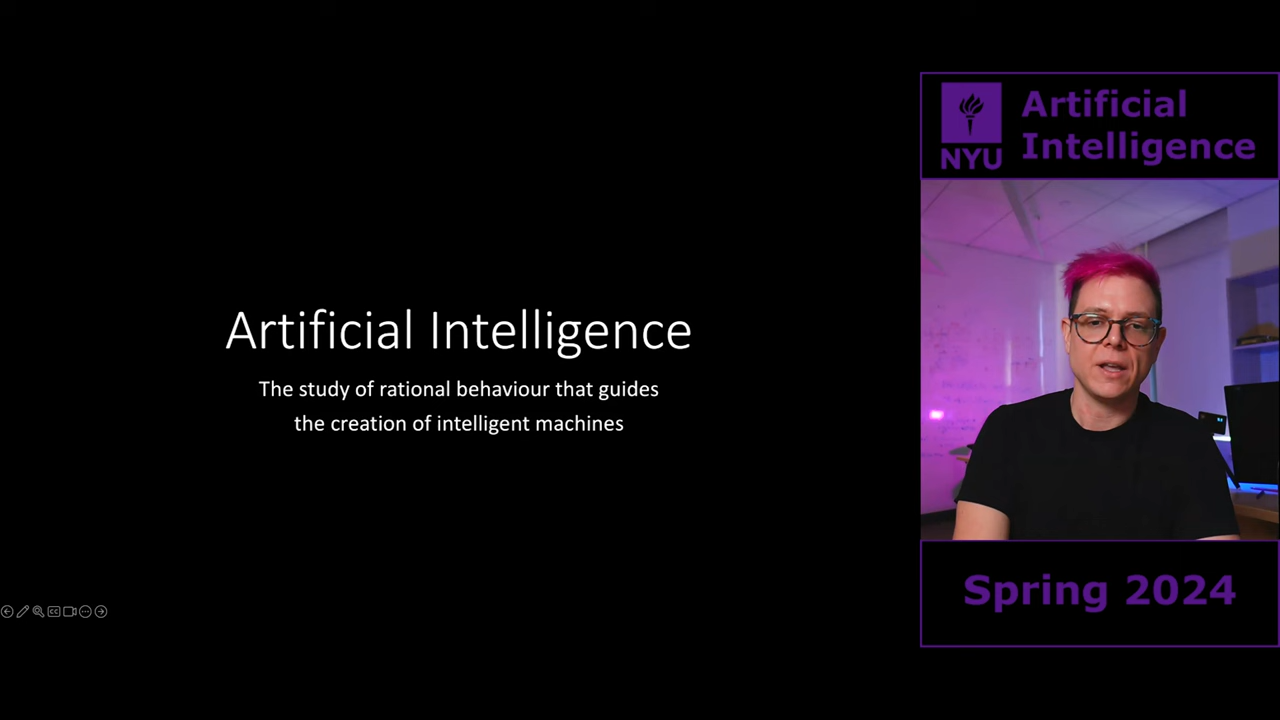 Artificial Intelligence
The study of rational behaviour that guides
the creation of intelligent machines
NYU
Artificial
Intelligence
Spring 2024